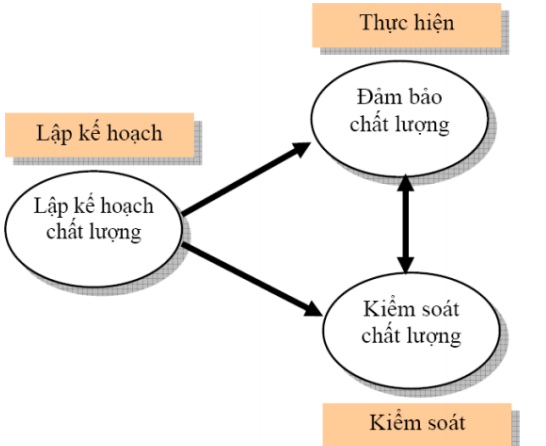 Thực hiện
Đảm bảo
chất lượng
Lập kế hoạch
Lập kế hoạch
chất lượng
Kiểm soát
chất lượng
Kiểm soát